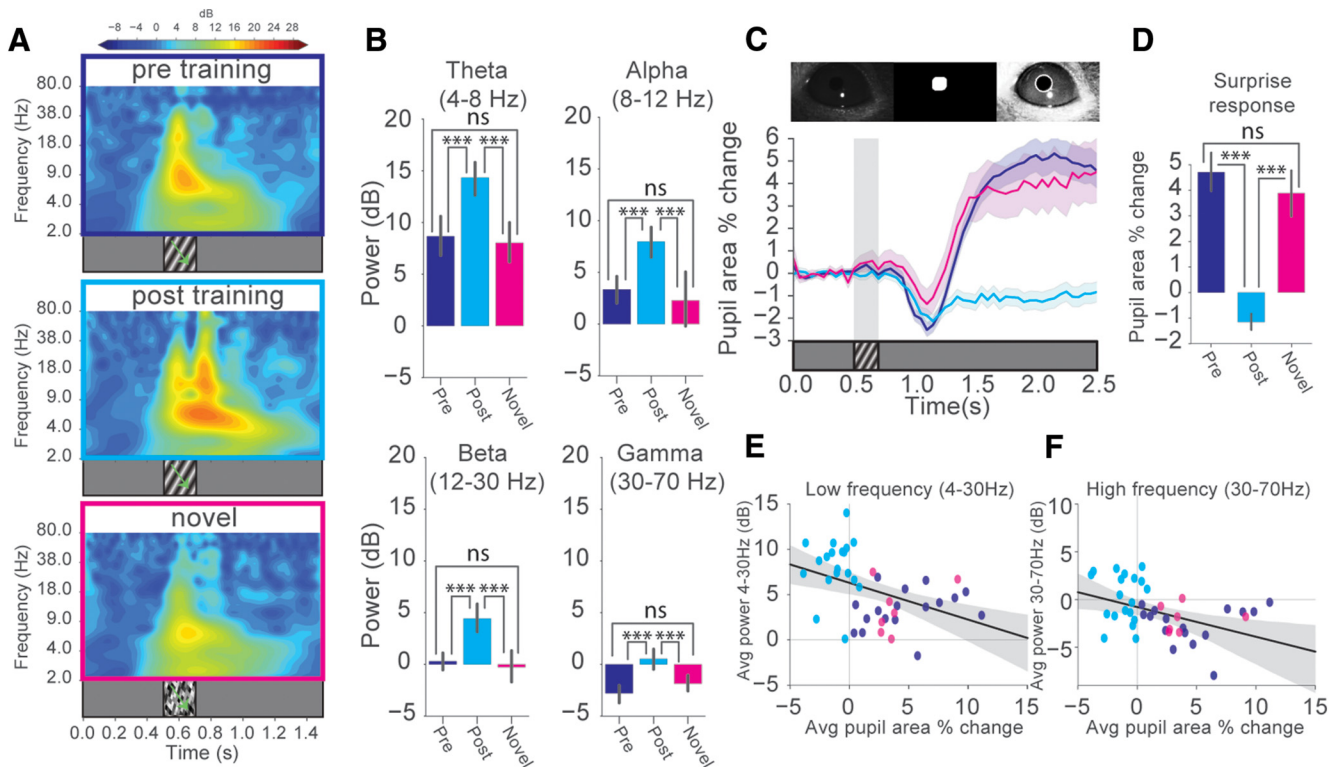 A
dB
−8 −4 0 4 8 12 16 20 24 28
pre training
Frequency (Hz)
80.0
38.0
19.0
9.0
4.0
2.0
post training
Frequency (Hz)
80.0
38.0
19.0
9.0
4.0
2.0
novel
Frequency (Hz)
80.0
38.0
19.0
9.0
4.0
2.0
0.0 0.2 0.4 0.6 0.8 1.0 1.2 1.4
Time (s)
B
Theta
(4-8 Hz)
Power (dB)
20
15
10
5
0
−5
ns
*** ***
Pre Post Novel
Alpha
(8-12 Hz)
20
15
10
5
0
−5
ns
*** ***
Pre Post Novel
Beta
(12-30 Hz)
Power (dB)
20
15
10
5
0
−5
ns
*** ***
Pre Post Novel
Gamma
(30-70 Hz)
20
15
10
5
0
−5
ns
*** ***
Pre Post Novel
C
Pupil area % change
6
5
4
3
2
1
0
−1
−2
−3
0.0 0.5 1.0 1.5 2.0 2.5
Time(s)
D
Surprise
response
ns
***
***
Pupil area % change
5
4
3
2
1
0
−1
−2
Pre Post Novel
E
Low frequency (4-30Hz)
Avg power 4-30Hz (dB)
15
10
5
0
−5
−5 0 5 10 15
Avg pupil area % change
F
High frequency (30-70Hz)
Avg power 30-70Hz (dB)
10
5
0
−5
−10
−5 0 5 10 15
Avg pupil area % change